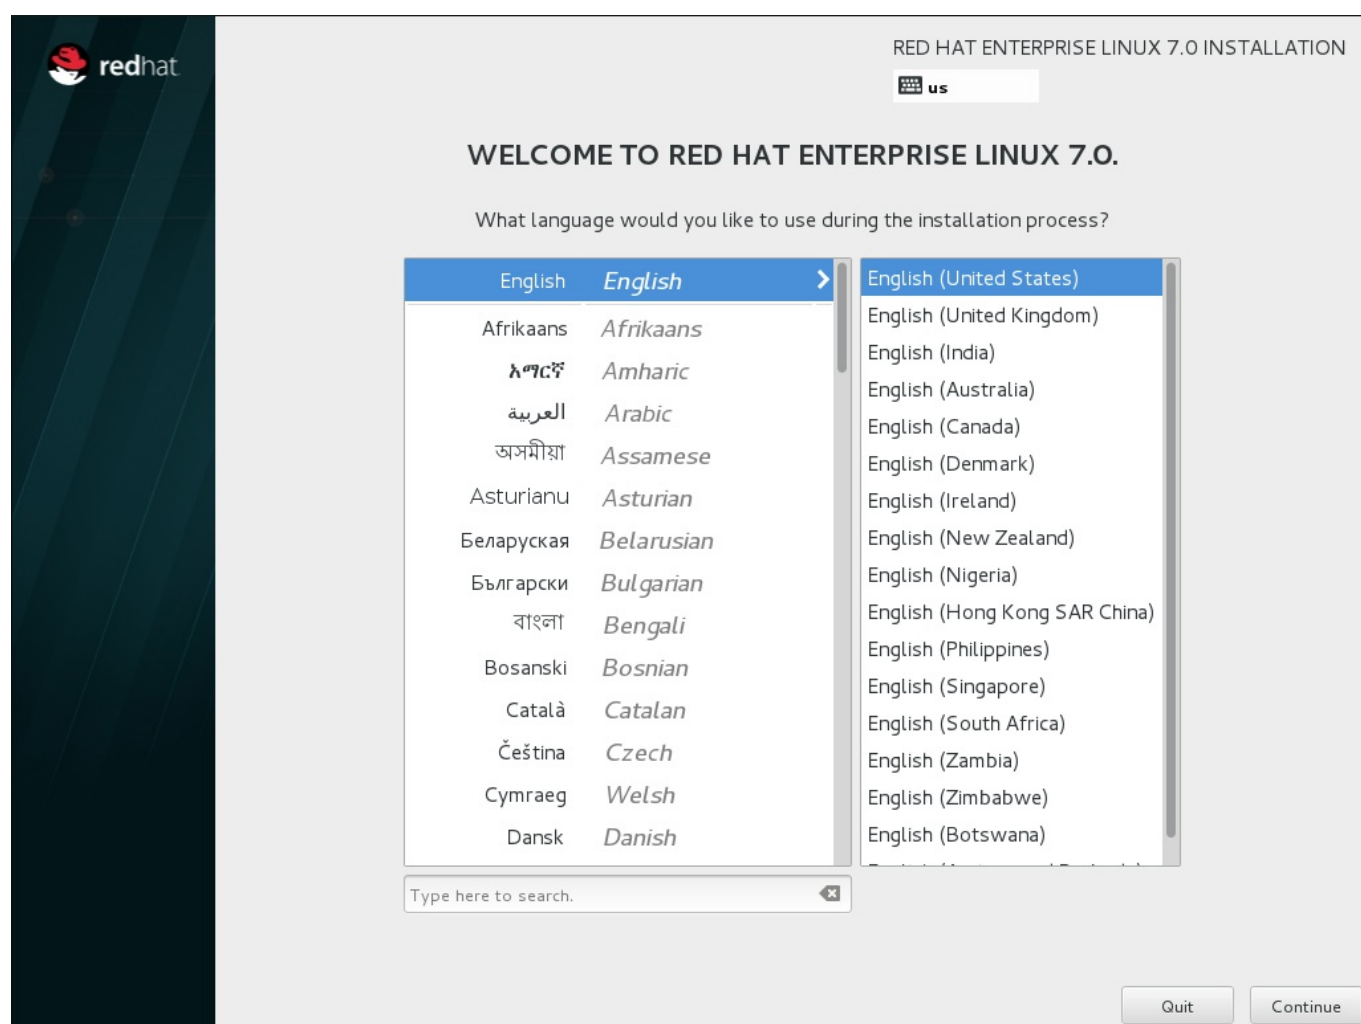 redhat.
RED HAT ENTERPRISE LINUX 7.0 INSTALLATION
us
WELCOME TO RED HAT ENTERPRISE LINUX 7.0.
What language would you like to use during the installation process?
English English
Afrikaans Afrikaans
አማርኛ Amharic
العربية Arabic
অসমীয়া Assamese
Asturianu Asturian
Беларуская Belarusian
Български Bulgarian
বাংলা Bengali
Bosanski Bosnian
Català Catalan
Čeština Czech
Cymraeg Welsh
Dansk Danish
English (United States)
English (United Kingdom)
English (India)
English (Australia)
English (Canada)
English (Denmark)
English (Ireland)
English (New Zealand)
English (Nigeria)
English (Hong Kong SAR China)
English (Philippines)
English (Singapore)
English (South Africa)
English (Zambia)
English (Zimbabwe)
English (Botswana)
Type here to search.
Quit
Continue